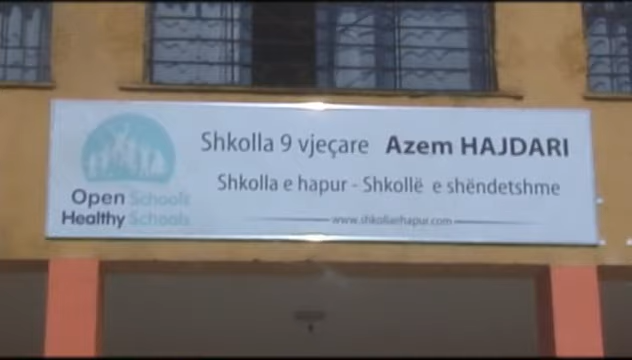 Shkolla 9 vjeçare Azem HAJDARI
Shkolla e hapur - Shkollë e shëndetshme
www.shkollaehapur.com
Open Schools
Healthy Schools